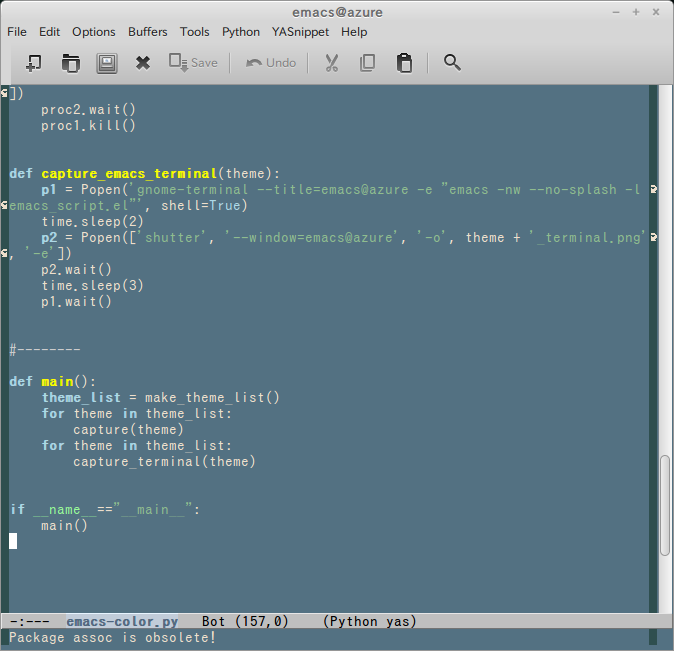 emacs@azure
File Edit Options Buffers Tools Python YASnippet Help
Save Undo
])
    proc2.wait()
    proc1.kill()
def capture_emacs_terminal(theme):
    p1 = Popen('gnome-terminal --title=emacs@azure -e "emacs -nw --no-splash -l
emacs_script.el"', shell=True)
    time.sleep(2)
    p2 = Popen(['shutter', '--window=emacs@azure', '-o', theme + '_terminal.png'
, '-e'])
    p2.wait()
    time.sleep(3)
    p1.wait()
#--------
def main():
    theme_list = make_theme_list()
    for theme in theme_list:
        capture(theme)
    for theme in theme_list:
        capture_terminal(theme)
if __name__=="__main__":
    main()
-:--- emacs-color.py Bot (157,0) (Python yas)
Package assoc is obsolete!